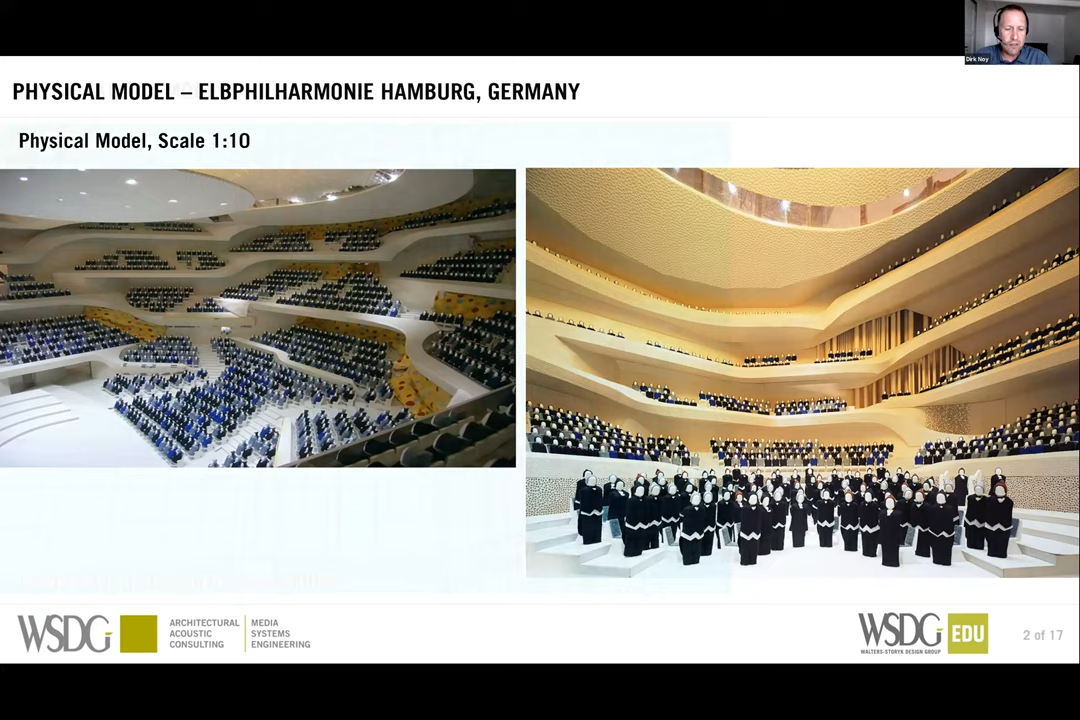 Dirk Noy
PHYSICAL MODEL – ELBPHILHARMONIE HAMBURG, GERMANY
Physical Model, Scale 1:10
WSDG
ARCHITECTURAL
ACOUSTIC
CONSULTING
MEDIA
SYSTEMS
ENGINEERING
WSDG EDU
WALTERS-STORYK DESIGN GROUP
2 of 17